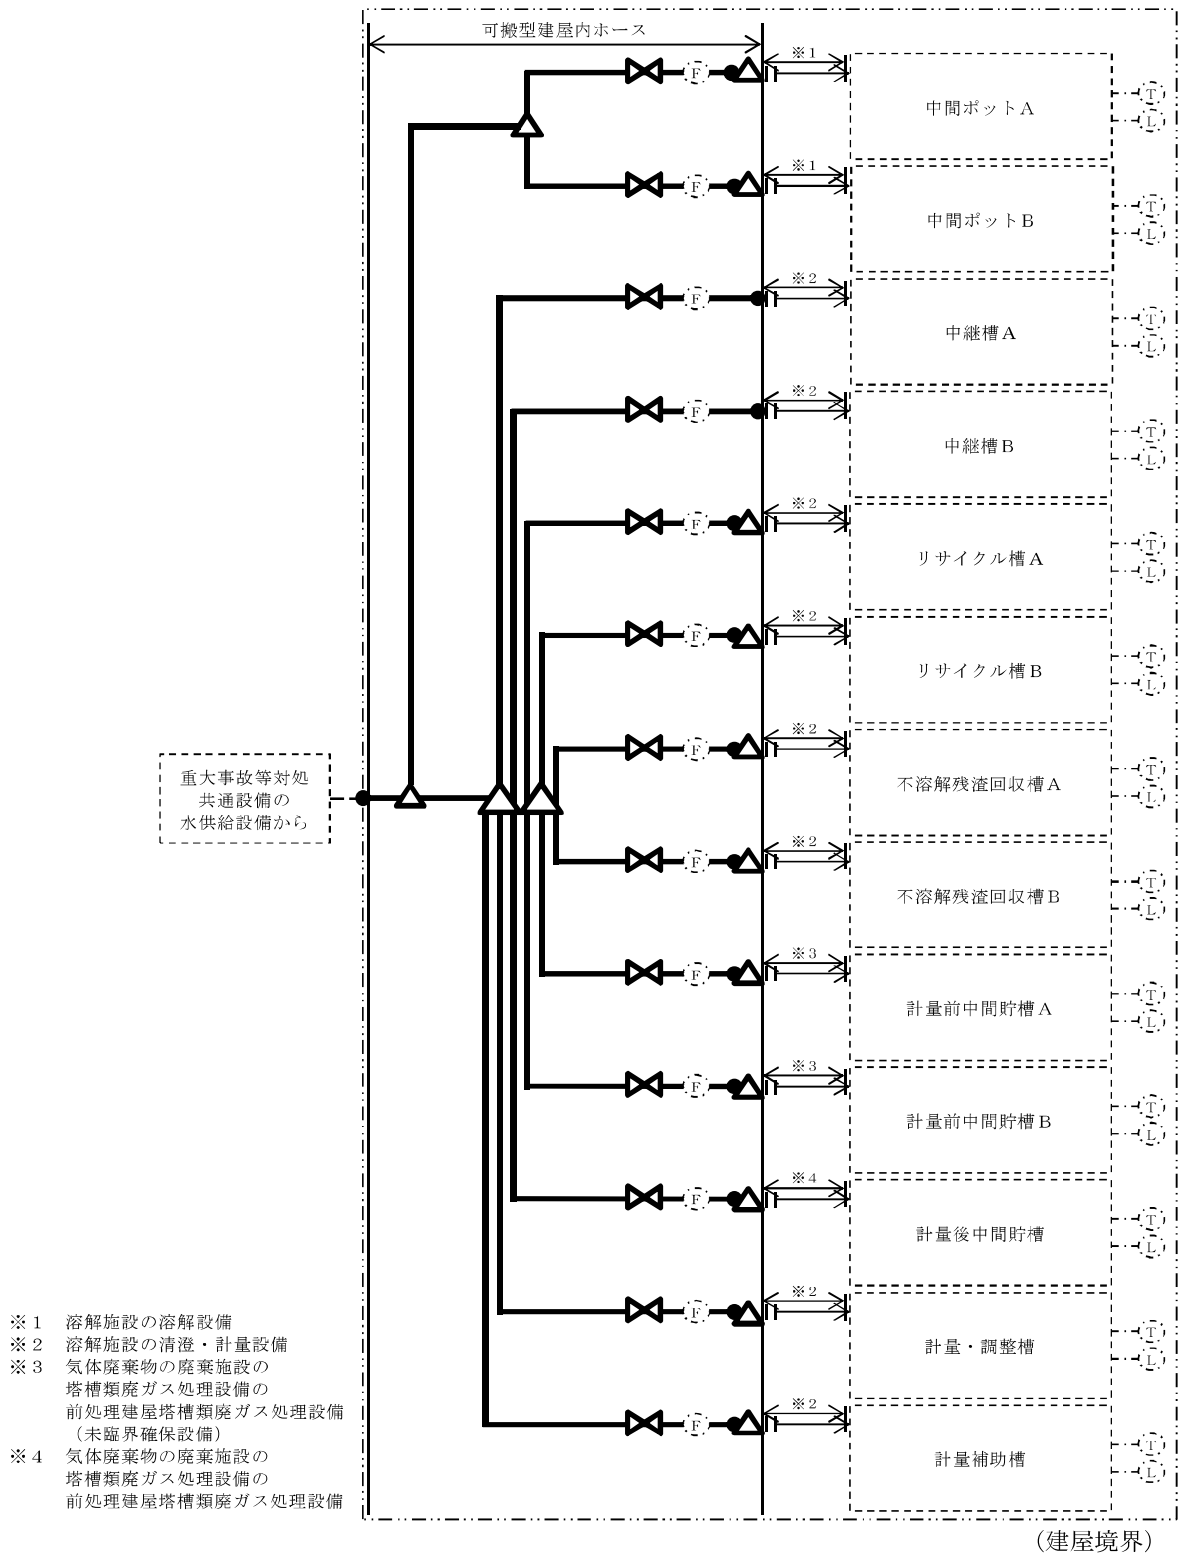 可搬型建屋内ホース
※1
F
中間ポットA
T
L
※1
F
中間ポットB
T
L
※2
F
中継槽A
T
L
※2
F
中継槽B
T
L
※2
F
リサイクル槽A
T
L
※2
F
リサイクル槽B
T
L
重大事故等対処
共通設備の
水供給設備から
※2
F
不溶解残渣回収槽A
T
L
※2
F
不溶解残渣回収槽B
T
L
※3
F
計量前中間貯槽A
T
L
※3
F
計量前中間貯槽B
T
L
※4
F
計量後中間貯槽
T
L
※2
F
計量・調整槽
T
L
※2
F
計量補助槽
T
L
※1 溶解施設の溶解設備
※2 溶解施設の清澄・計量設備
※3 気体廃棄物の廃棄施設の
塔槽類廃ガス処理設備の
前処理建屋塔槽類廃ガス処理設備
（未臨界確保設備）
※4 気体廃棄物の廃棄施設の
塔槽類廃ガス処理設備の
前処理建屋塔槽類廃ガス処理設備
（建屋境界）